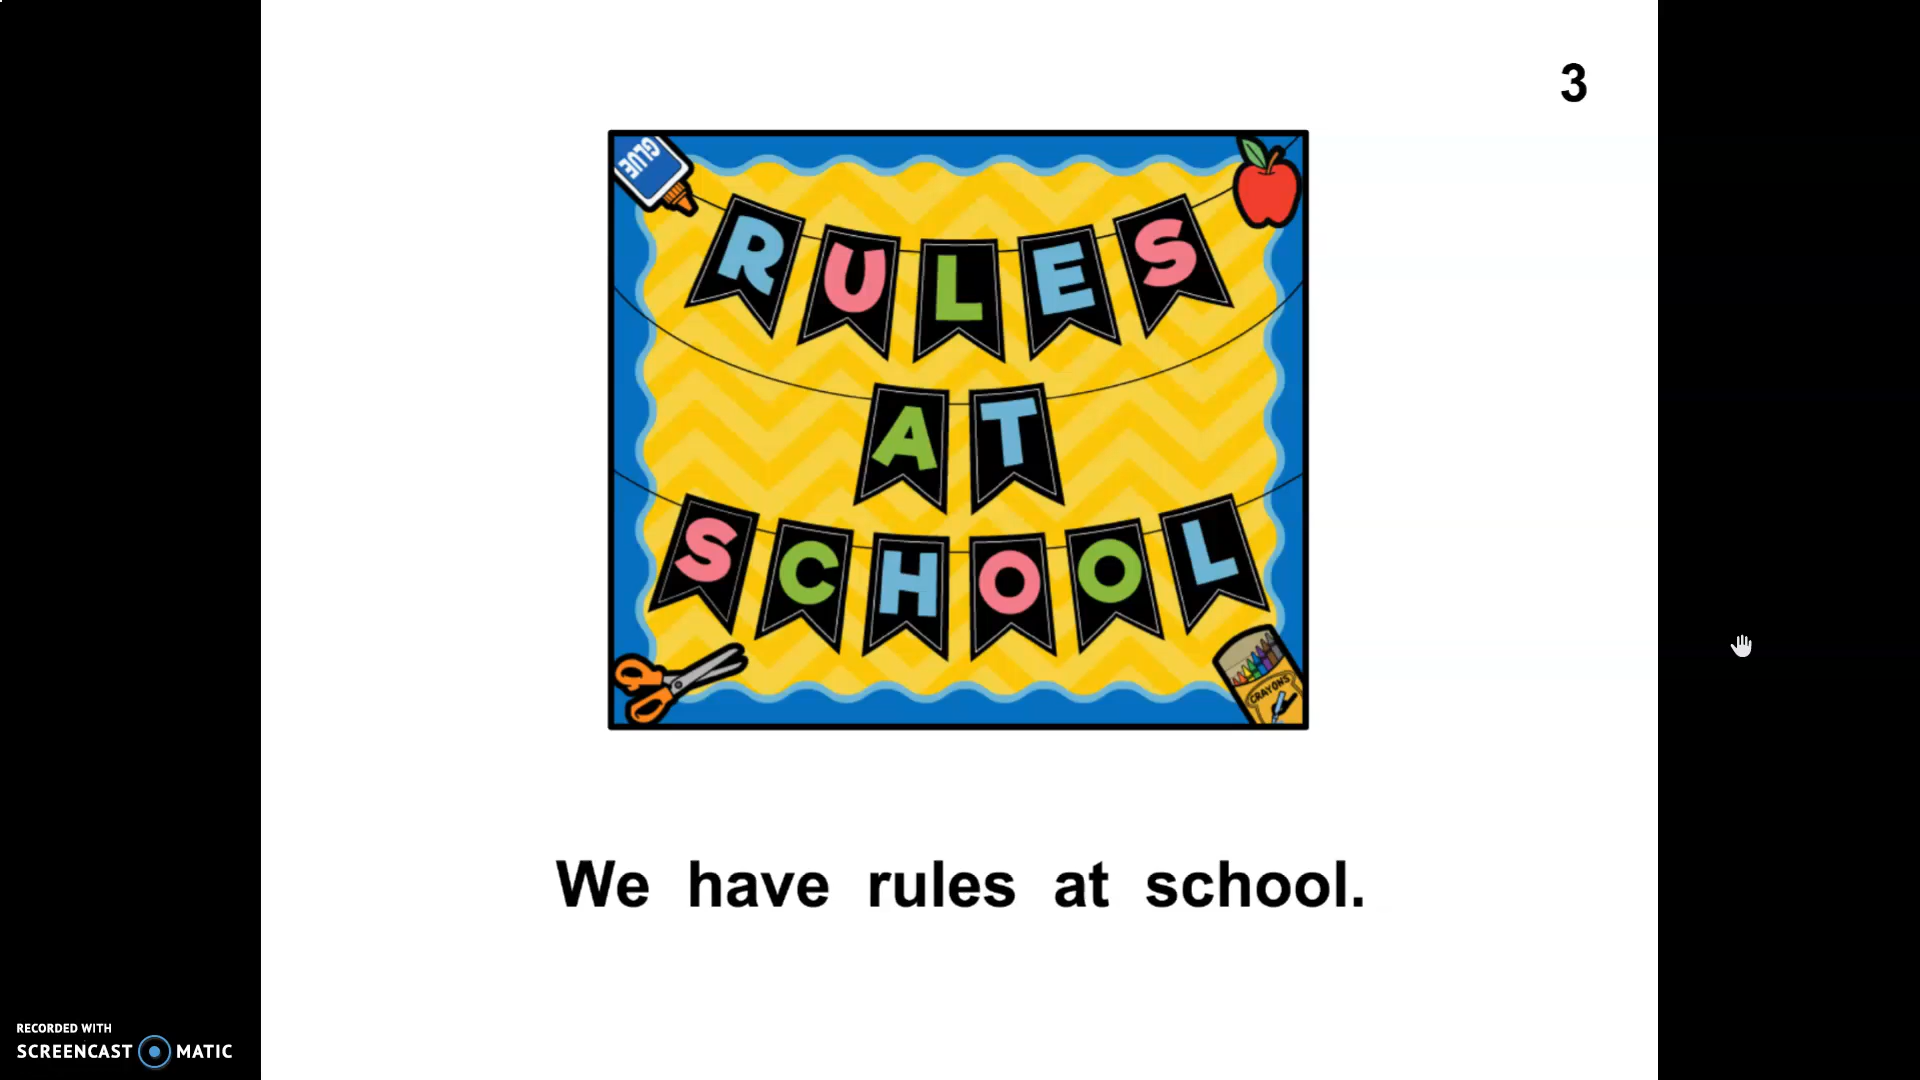 3
GLUE
RULES
AT
SCHOOL
CRAYONS
We have rules at school.
RECORDED WITH
SCREENCAST MATIC